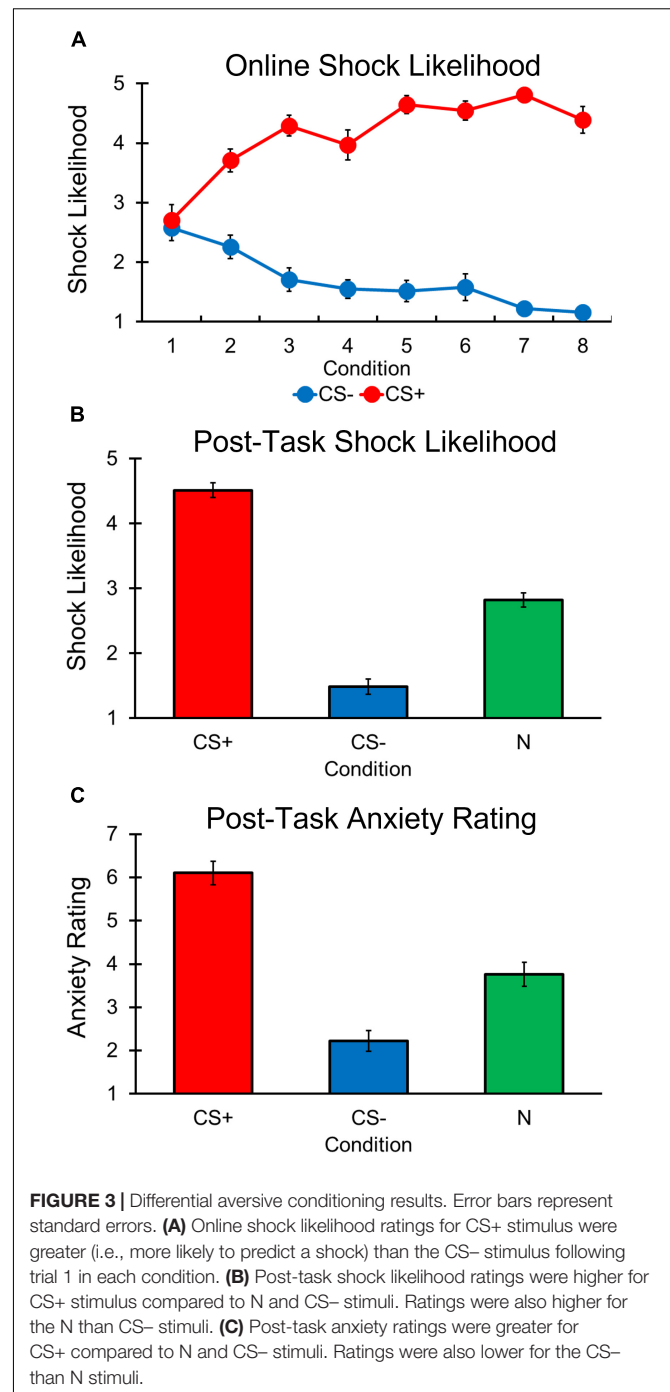 A
Online Shock Likelihood
Shock Likelihood
5
4
3
2
1
1 2 3 4 5 6 7 8
Condition
CS- CS+
B
Post-Task Shock Likelihood
Shock Likelihood
5
4
3
2
1
CS+ CS- N
Condition
C
Post-Task Anxiety Rating
Anxiety Rating
7
6
5
4
3
2
1
CS+ CS- N
Condition
FIGURE 3 | Differential aversive conditioning results. Error bars represent
standard errors. (A) Online shock likelihood ratings for CS+ stimulus were
greater (i.e., more likely to predict a shock) than the CS– stimulus following
trial 1 in each condition. (B) Post-task shock likelihood ratings were higher for
CS+ stimulus compared to N and CS– stimuli. Ratings were also higher for
the N than CS– stimuli. (C) Post-task anxiety ratings were greater for
CS+ compared to N and CS– stimuli. Ratings were also lower for the CS–
than N stimuli.